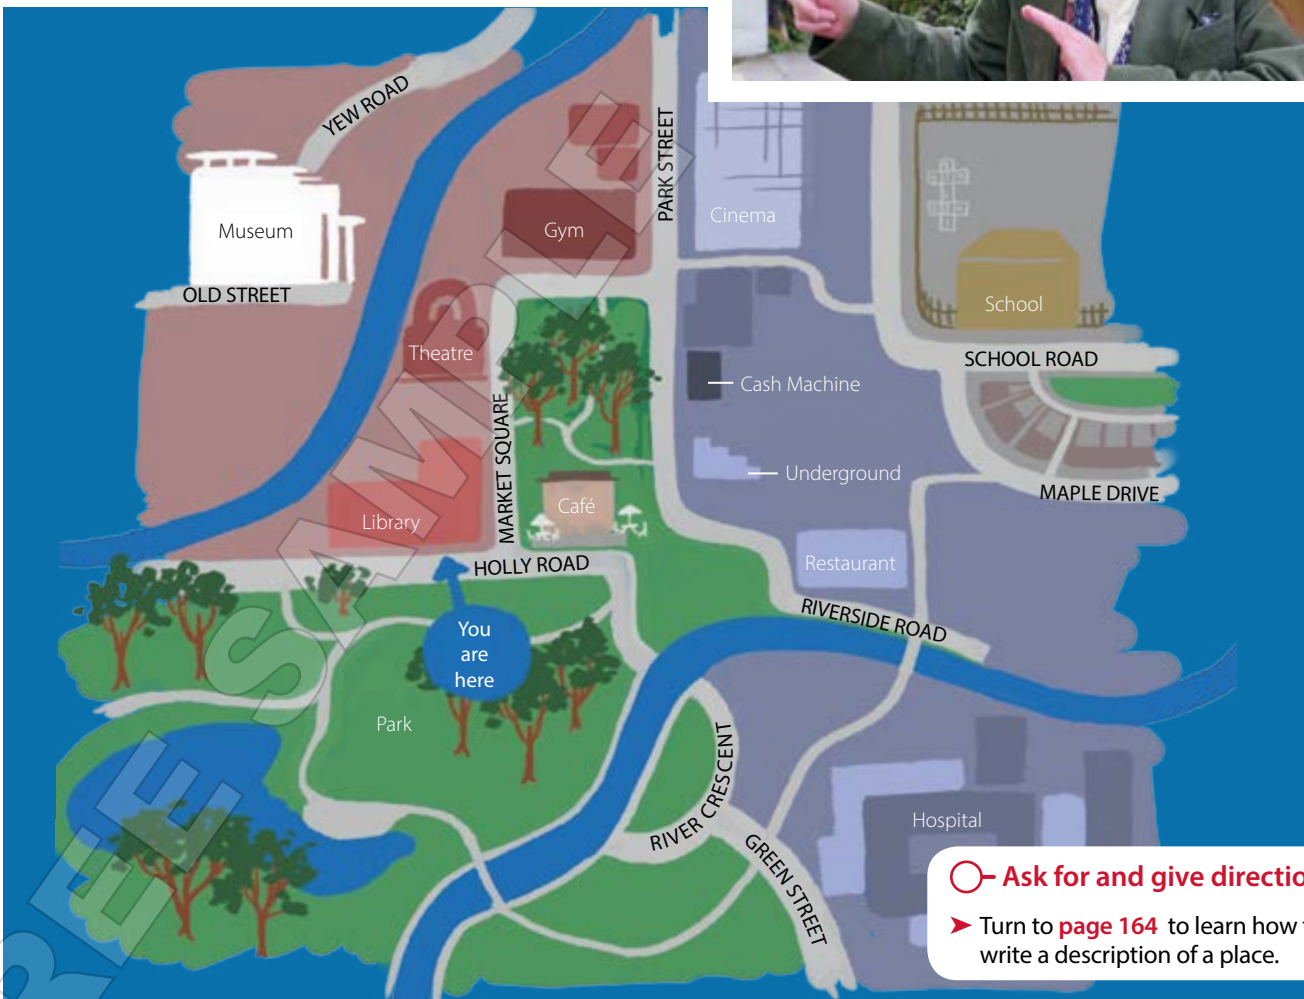 YEW ROAD
PARK STREET
Museum
Gym
Cinema
OLD STREET
School
Theatre
SCHOOL ROAD
Cash Machine
MARKET SQUARE
Underground
MAPLE DRIVE
Café
Library
HOLLY ROAD
Restaurant
RIVERSIDE ROAD
You
are
here
Park
RIVER CRESCENT
GREEN STREET
Hospital
Ask for and give directio
Turn to page 164 to learn how
write a description of a place.
REE SAMPLE